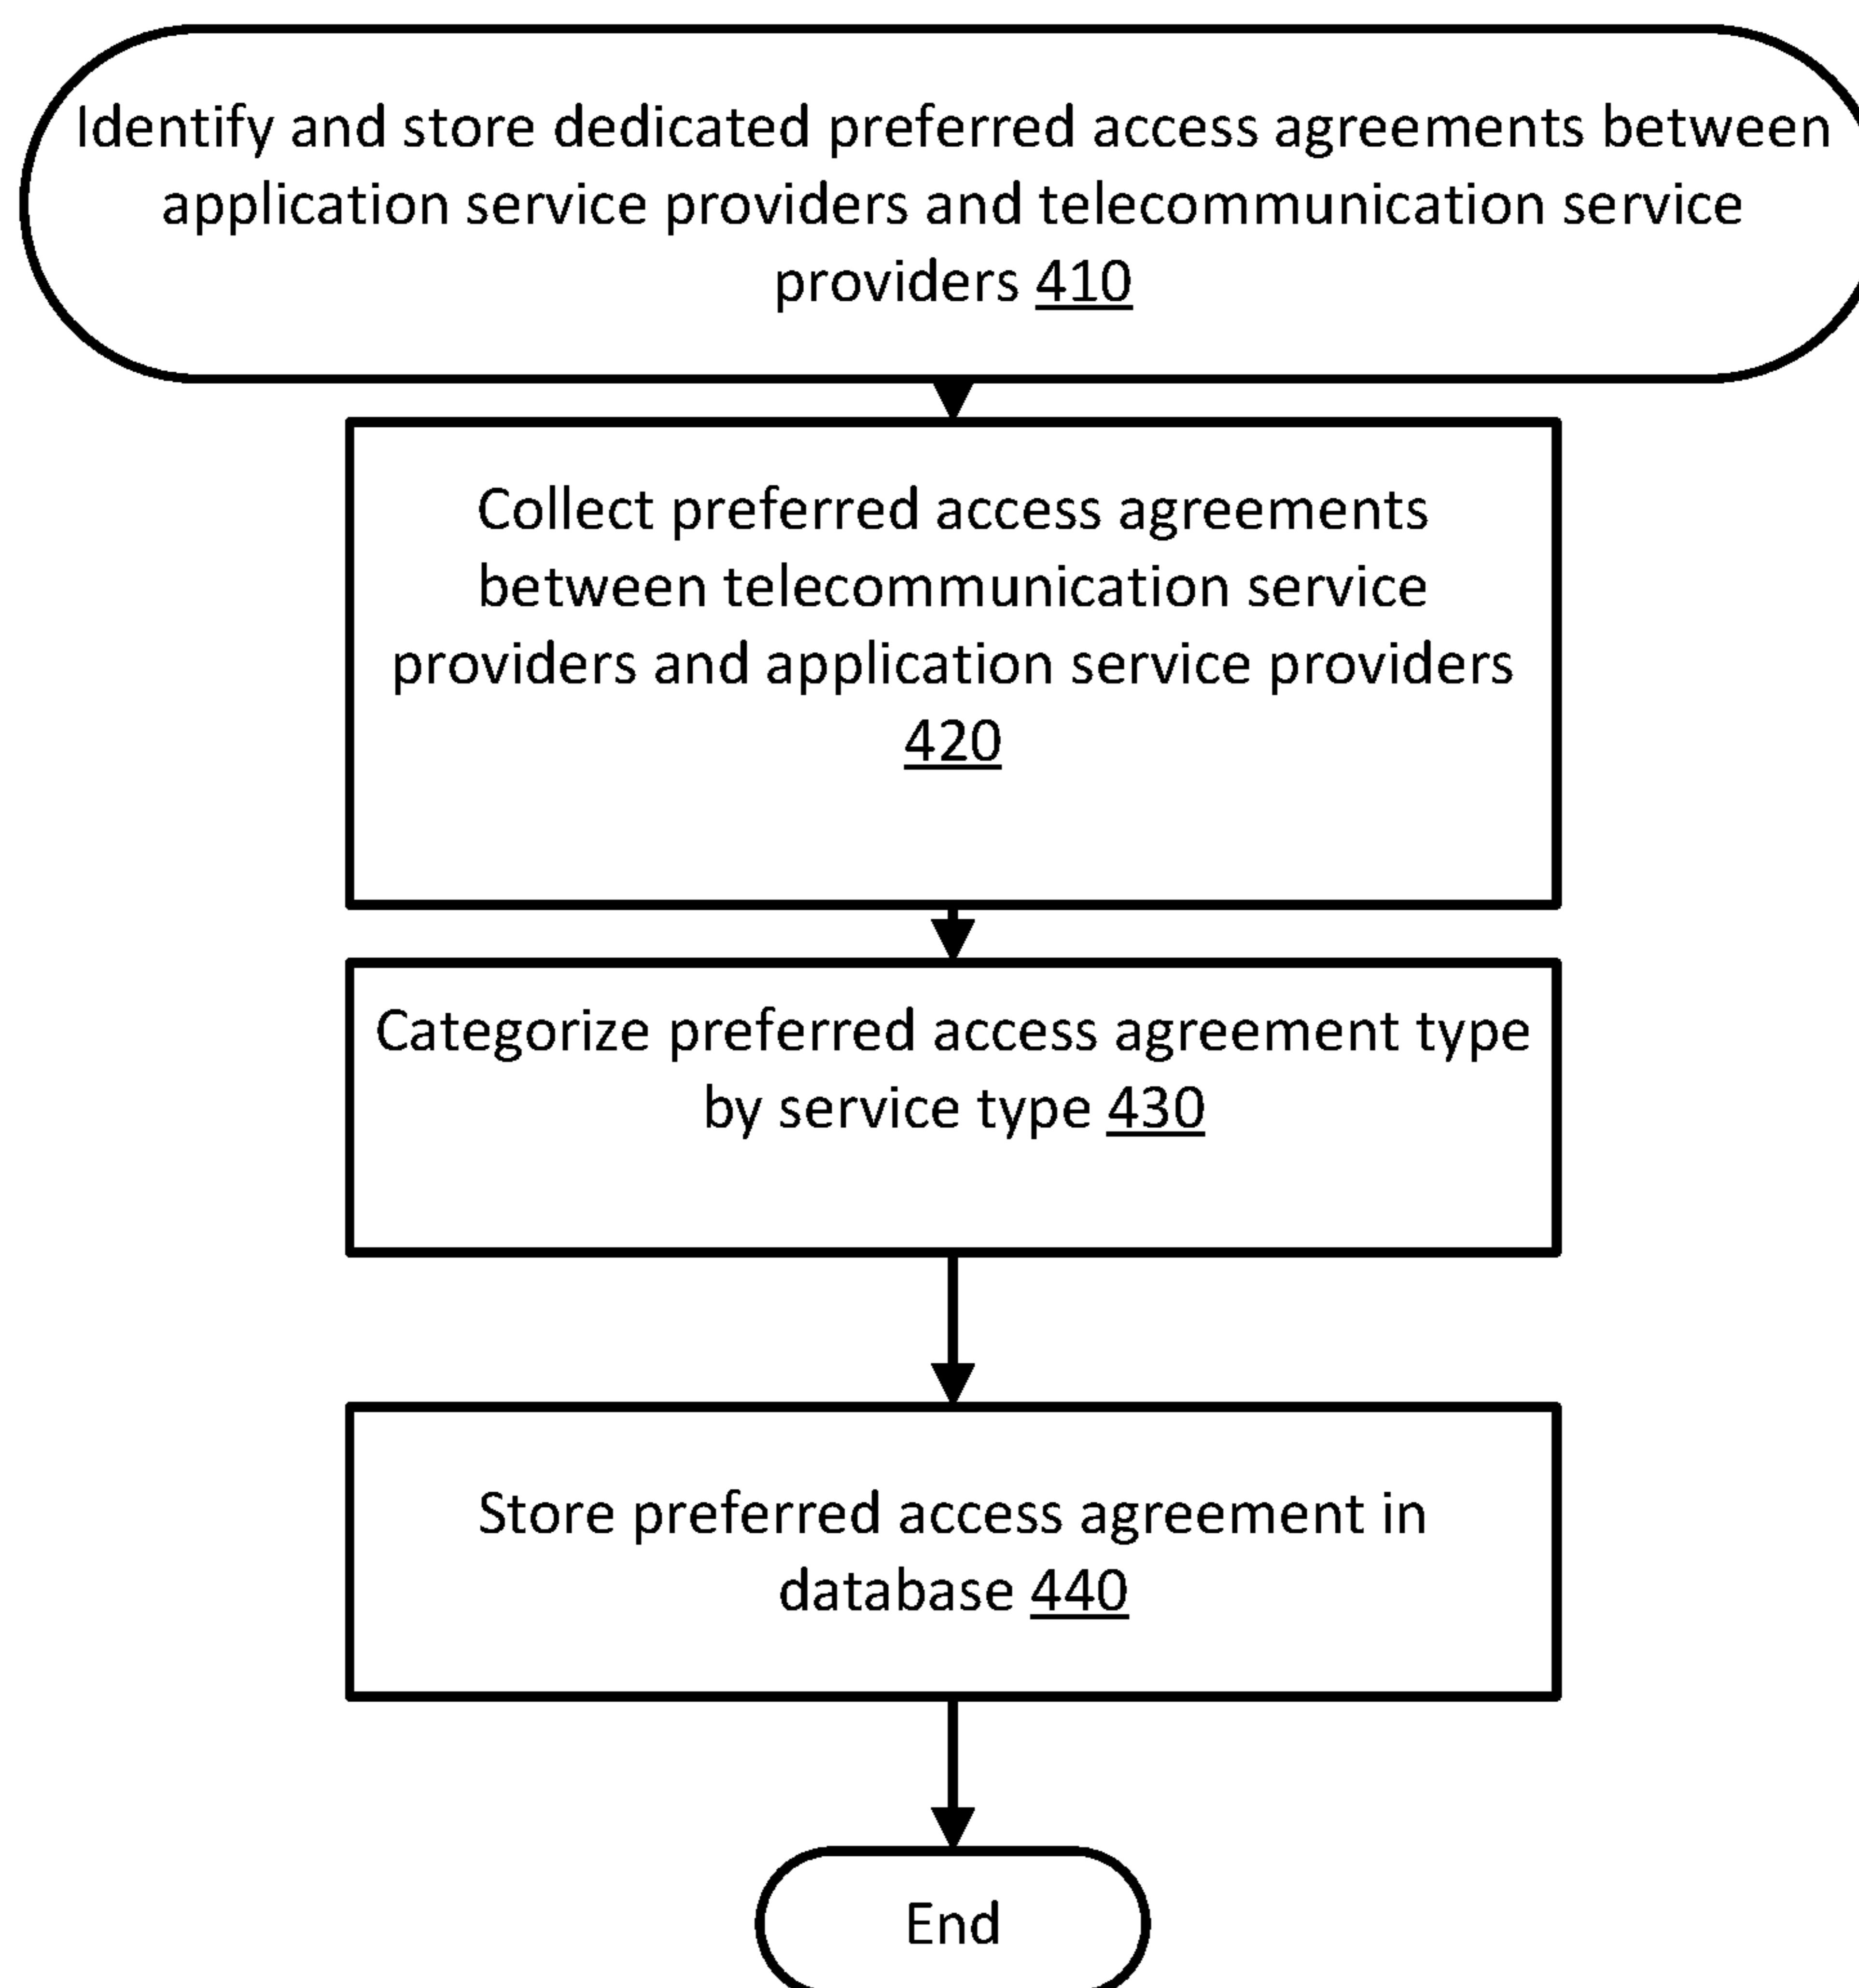 Identify and store dedicated preferred access agreements between
application service providers and telecommunication service
providers 410
Collect preferred access agreements
between telecommunication service
providers and application service providers
420
Categorize preferred access agreement type
by service type 430
Store preferred access agreement in
database 440
End